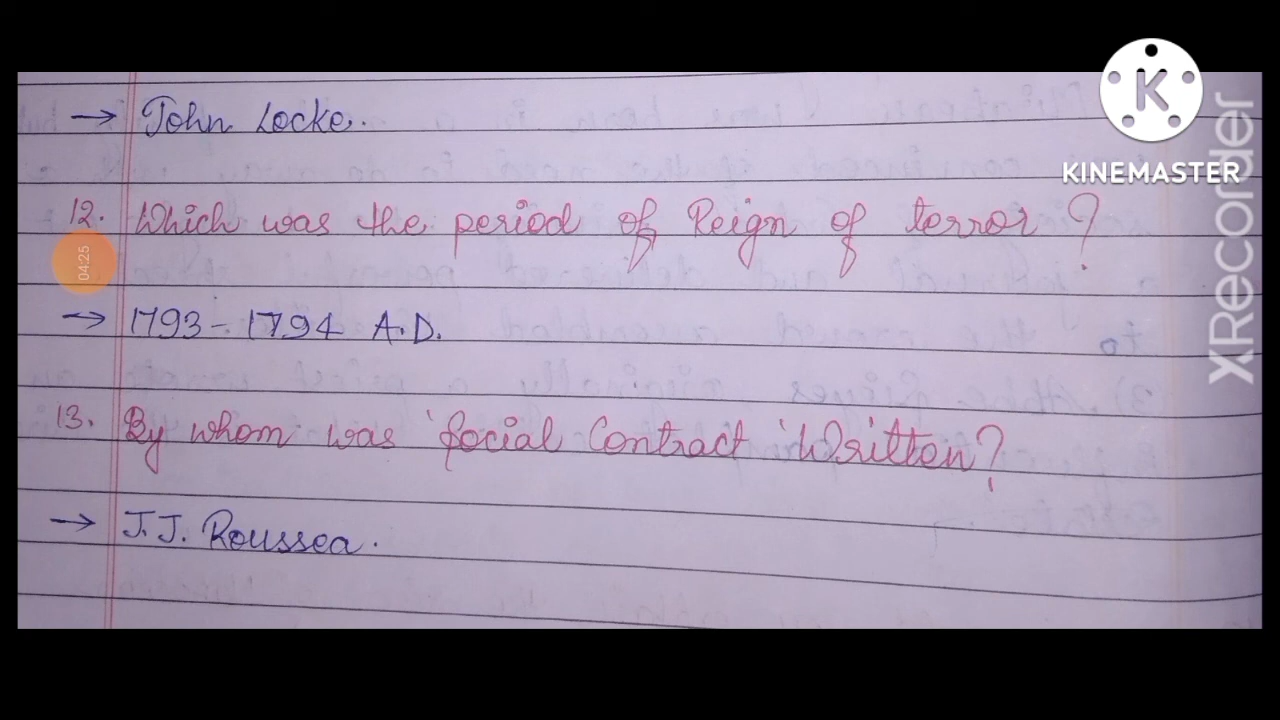 → John Locke.
12. Which was the period of Reign of terror ?
→ 1793 - 1794 A.D.
13. By whom was 'Social Contract' Written?
→ J.J. Roussea.
04:25
K
KINEMASTER
XRecorder